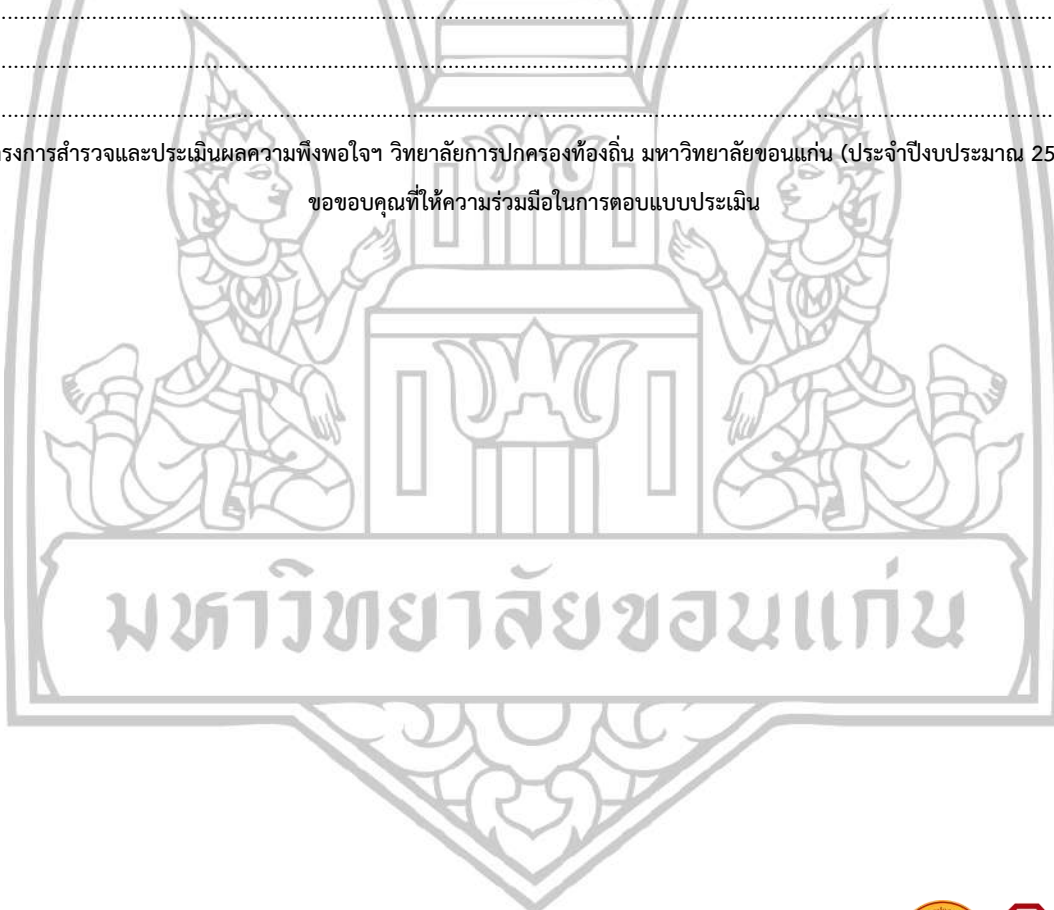 รงการสำรวจและประเมินผลความพึงพอใจฯ วิทยาลัยการปกครองท้องถิ่น มหาวิทยาลัยขอนแก่น (ประจำปีงบประมาณ 25
ขอขอบคุณที่ให้ความร่วมมือในการตอบแบบประเมิน
มหาวิทยาลัยขอนแก่น